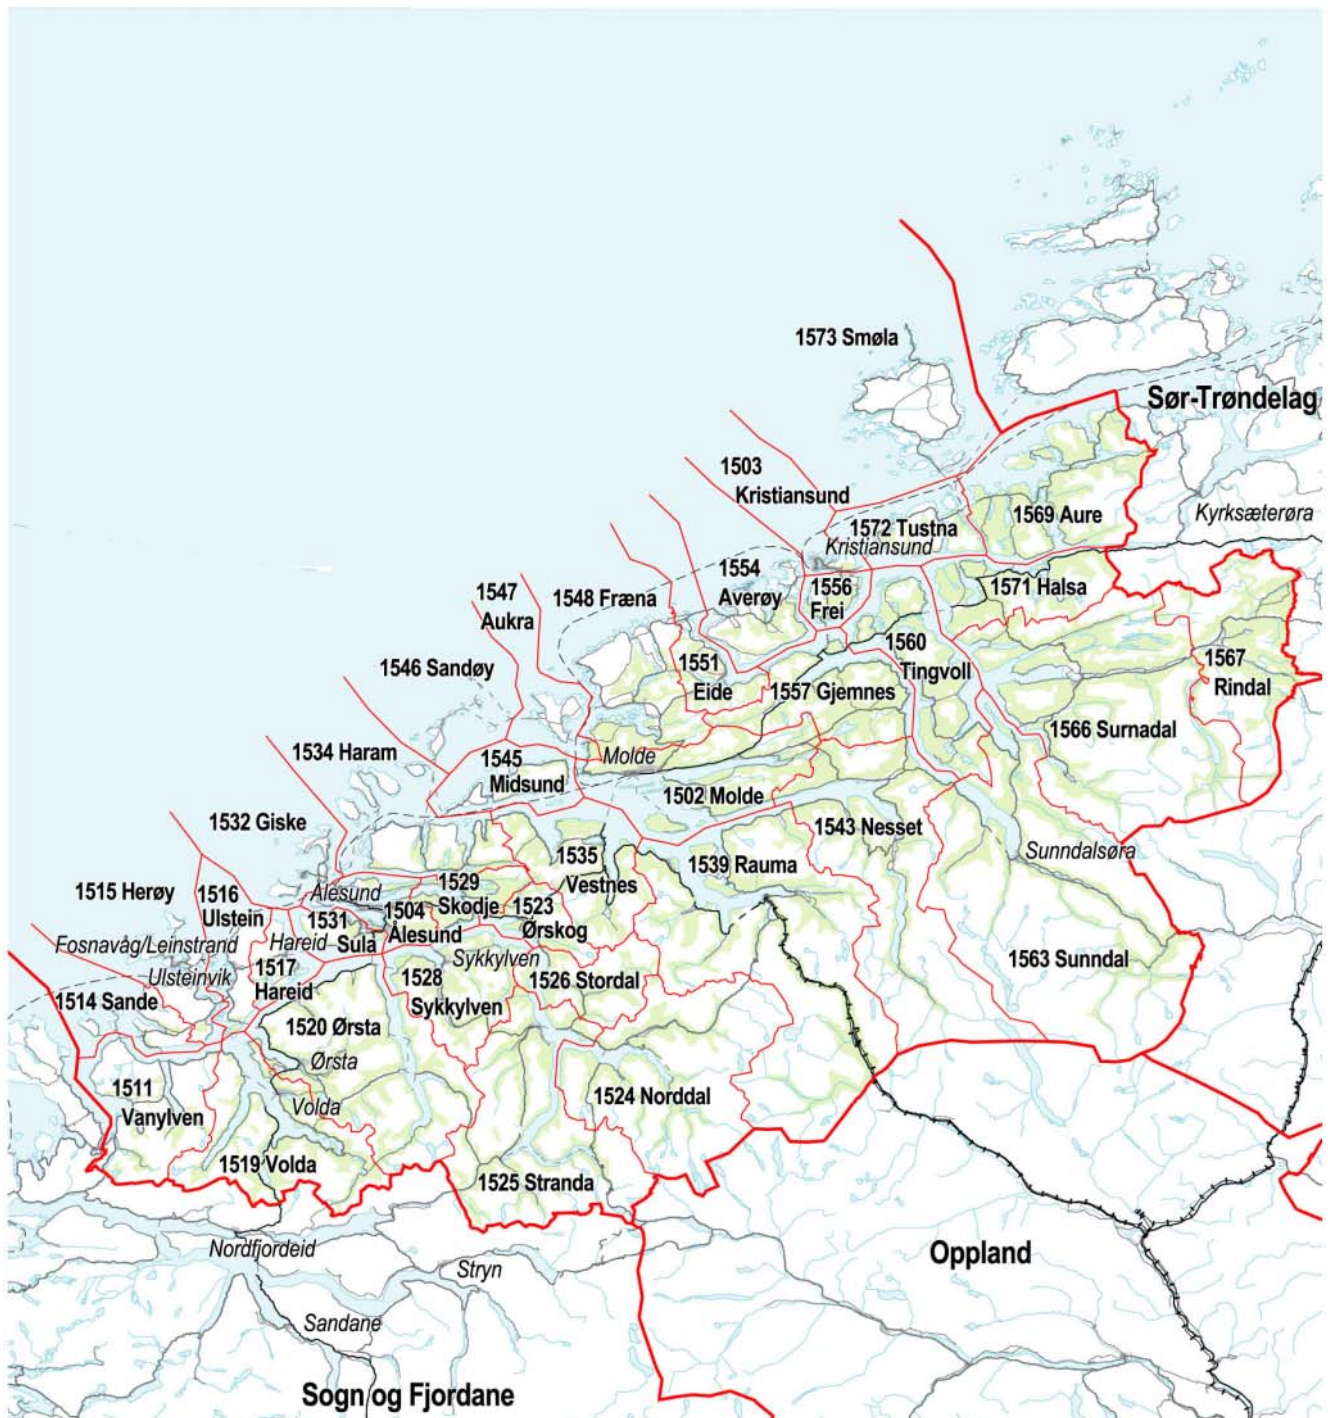 1573 Smøla
Sør-Trøndelag
1503
Kristiansund
1569 Aure
Kyrksæterøra
1572 Tustna
Kristiansund
1554
Averøy
1556
Frei
1571 Halsa
1547
Aukra
1548 Fræna
1546 Sandøy
1551
Eide
1557 Gjemnes
1560
Tingvoll
1567
Rindal
1566 Surnadal
1534 Haram
1545
Midsund
Molde
1502 Molde
1532 Giske
1543 Nesset
Sunndalsøra
1535
Vestnes
1539 Rauma
1515 Herøy
1516
Ulstein
Ålesund
1529
Skodje
1531
Sula
1504
Ålesund
1523
Ørskog
Fosnavåg/Leinstrand
Hareid
Ulsteinvik
1517
Hareid
Sykkylven
1563 Sunndal
1514 Sande
1528
Sykkylven
1526 Stordal
1520 Ørsta
Ørsta
1511
Vanylven
Volda
1524 Norddal
1519 Volda
1525 Stranda
Nordfjordeid
Stryn
Oppland
Sandane
Sogn og Fjordane